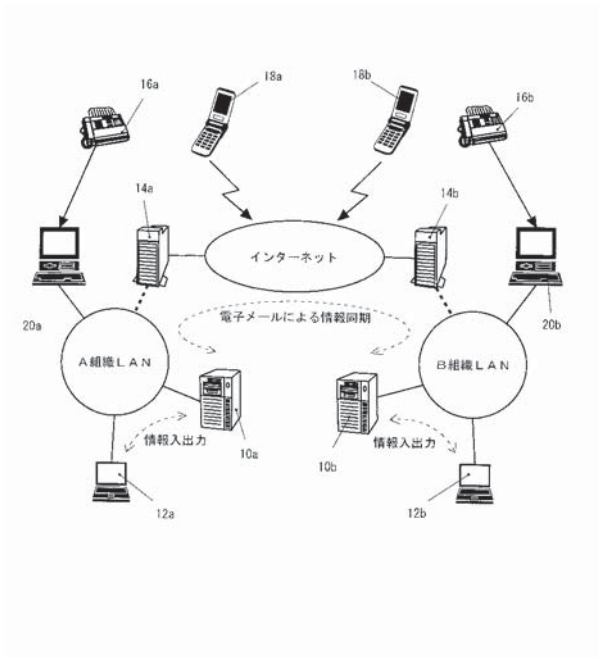 16a
18a
18b
16b
14a
14b
インターネット
20a
20b
電子メールによる情報同期
A組織LAN
B組織LAN
情報入出力
10a
10b
情報入出力
12a
12b